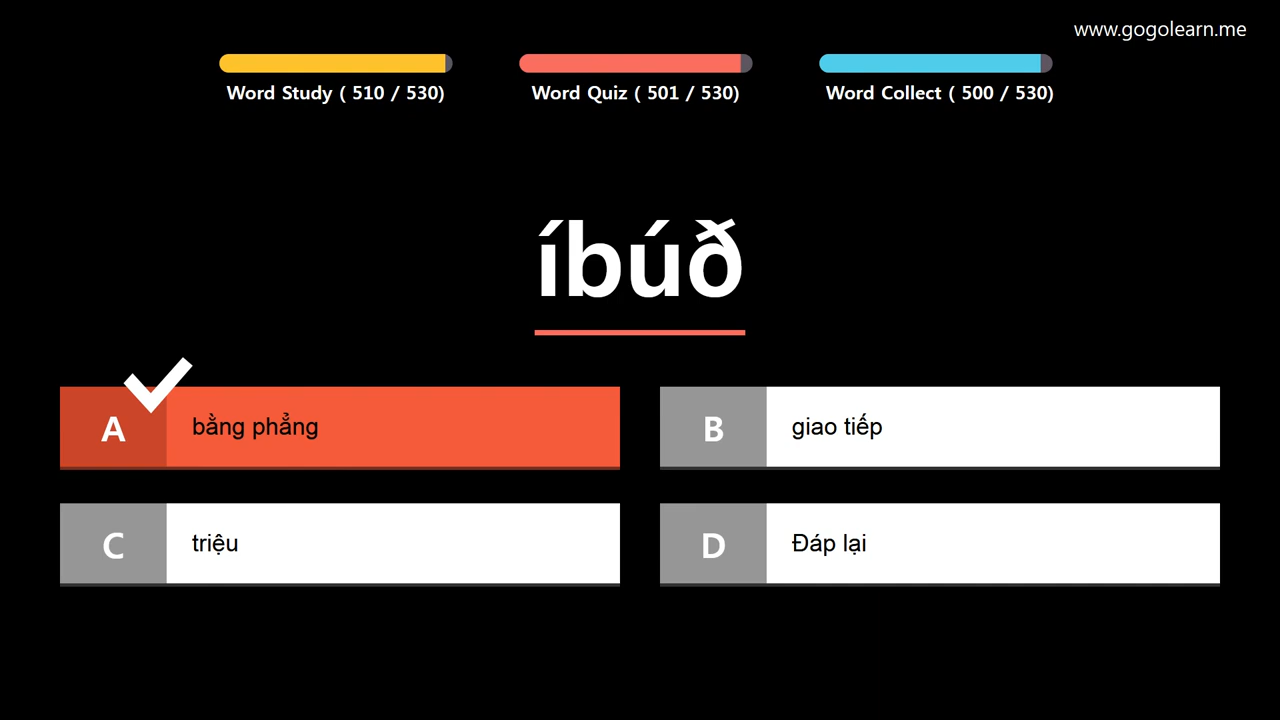 www.gogolearn.me
Word Study ( 510 / 530)
Word Quiz ( 501 / 530)
Word Collect ( 500 / 530)
íbúð
A bằng phẳng
B giao tiếp
C triệu
D Đáp lại